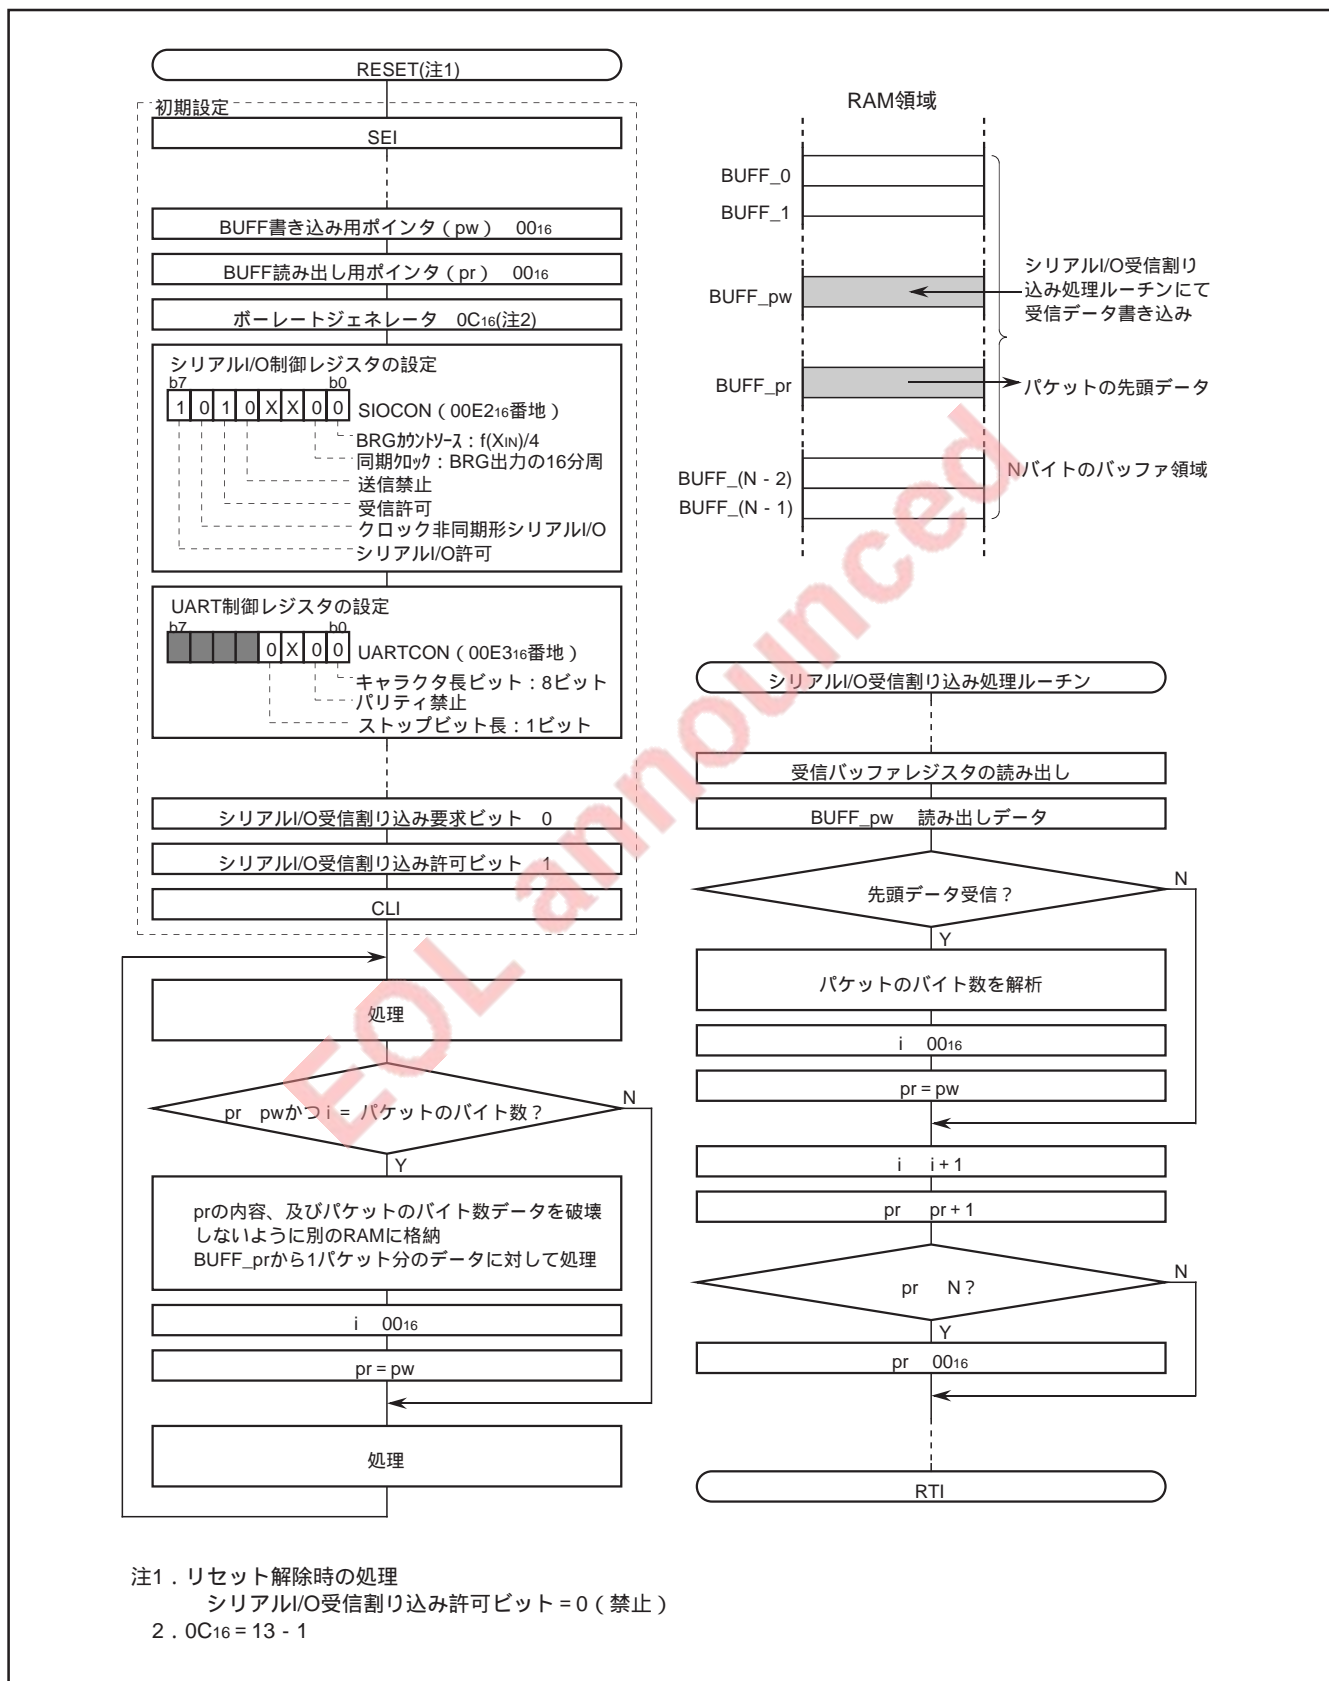 RESET(注1)
初期設定
SEI
BUFF書き込み用ポインタ（pw） 0016
BUFF読み出し用ポインタ（pr） 0016
ボーレートジェネレータ 0C16(注2)
シリアルI/O制御レジスタの設定
b7 b0
1 0 1 0 X X 0 0 SIOCON（00E216番地）
BRGｶｳﾝﾄｿｰｽ：f(XIN)/4
同期ｸﾛｯｸ：BRG出力の16分周
送信禁止
受信許可
クロック非同期形シリアルI/O
シリアルI/O許可
UART制御レジスタの設定
b7 b0
0 X 0 0 UARTCON（00E316番地）
キャラクタ長ビット：8ビット
パリティ禁止
ストップビット長：1ビット
シリアルI/O受信割り込み要求ビット 0
シリアルI/O受信割り込み許可ビット 1
CLI
処理
pr pwかつ i = パケットのバイト数？
N
Y
prの内容、及びパケットのバイト数データを破壊
しないように別のRAMに格納
BUFF_prから1パケット分のデータに対して処理
i 0016
pr = pw
処理
RAM領域
BUFF_0
BUFF_1
BUFF_pw
シリアルI/O受信割り
込み処理ルーチンにて
受信データ書き込み
BUFF_pr
パケットの先頭データ
BUFF_(N - 2)
Nバイトのバッファ領域
BUFF_(N - 1)
シリアルI/O受信割り込み処理ルーチン
受信バッファレジスタの読み出し
BUFF_pw 読み出しデータ
先頭データ受信？
N
Y
パケットのバイト数を解析
i 0016
pr = pw
i i + 1
pr pr + 1
pr N？
N
Y
pr 0016
RTI
注1．リセット解除時の処理
シリアルI/O受信割り込み許可ビット = 0（禁止）
2．0C16 = 13 - 1
EOL announced